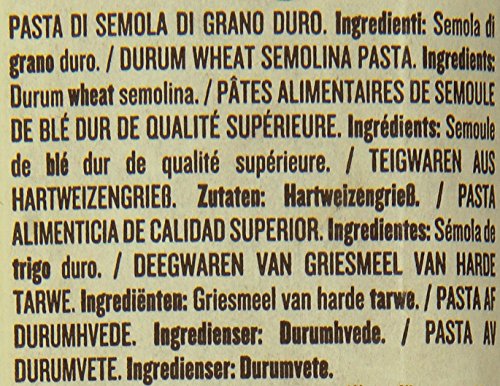 PASTA DI SEMOLA DI GRANO DURO. Ingredienti: Semola di
grano duro. / DURUM WHEAT SEMOLINA PASTA. Ingredients:
Durum wheat semolina. / PÂTES ALIMENTAIRES DE SEMOULE
DE BLÉ DUR DE QUALITÉ SUPÉRIEURE. Ingrédients: Semoule
de blé dur de qualité supérieure. / TEIGWAREN AUS
HARTWEIZENGRIEß. Zutaten: Hartweizengrieß. / PASTA
ALIMENTICIA DE CALIDAD SUPERIOR. Ingredientes: Sémola de
trigo duro. / DEEGWAREN VAN GRIESMEEL VAN HARDE
TARWE. Ingrediënten: Griesmeel van harde tarwe. / PASTA AF
DURUMHVEDE. Ingredienser: Durumhvede. / PASTA AV
DURUMVETE. Ingredienser: Durumvete.